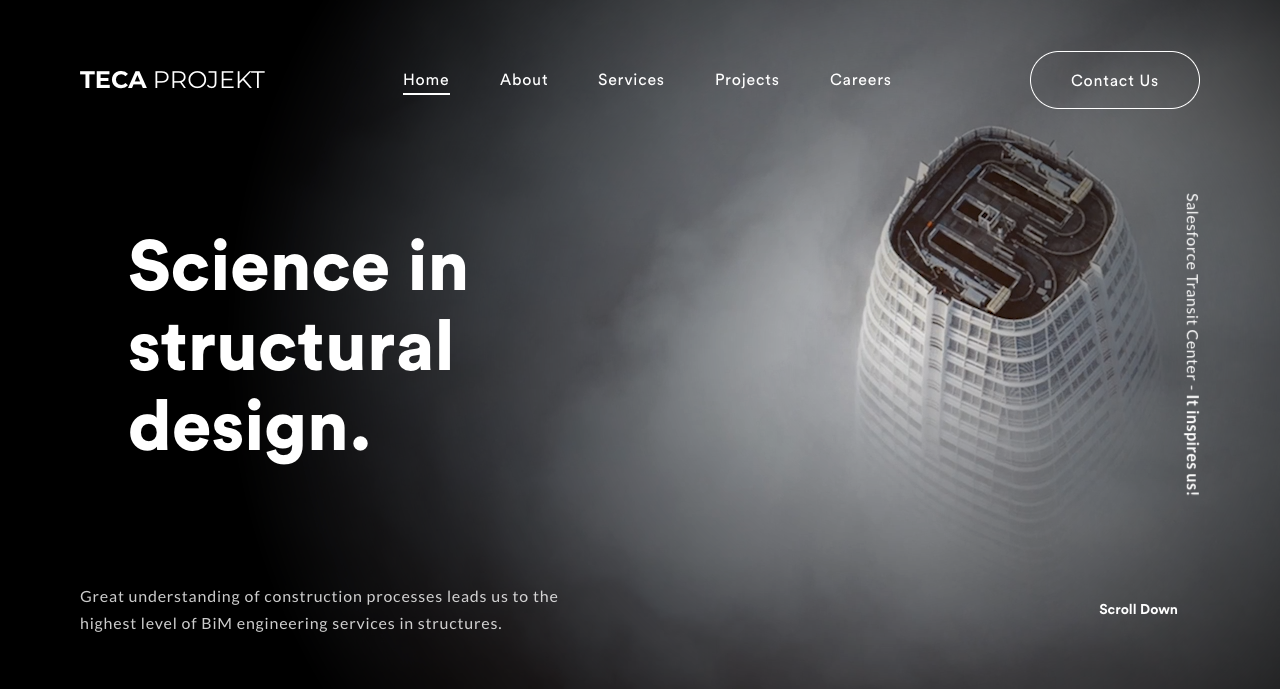 TECA PROJEKT
Home
About
Services
Projects
Careers
Contact Us
Science in
structural
design.
Salesforce Transit Center - It inspires us!
Great understanding of construction processes leads us to the
highest level of BiM engineering services in structures.
Scroll Down